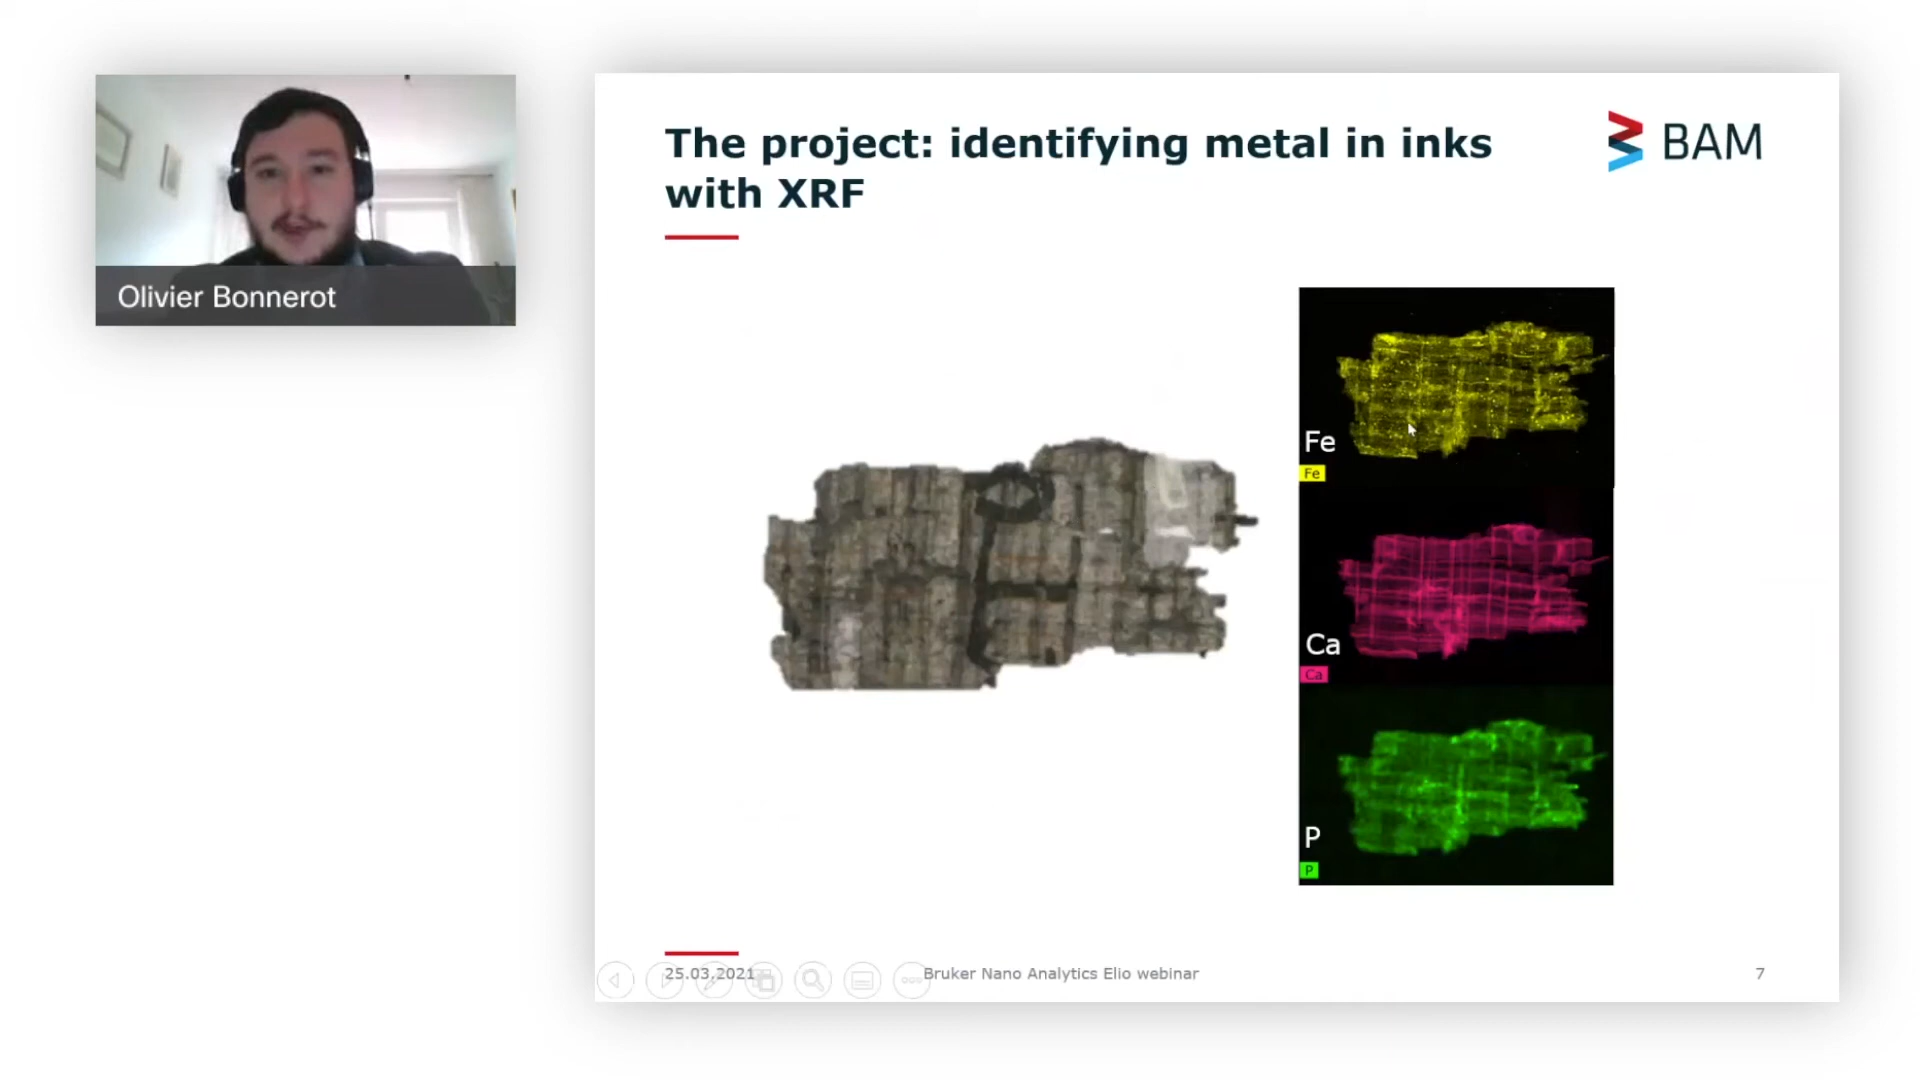 Olivier Bonnerot
The project: identifying metal in inks
with XRF
BAM
Fe
Fe
Ca
Ca
P
P
25.03.2021
Bruker Nano Analytics Elio webinar
7